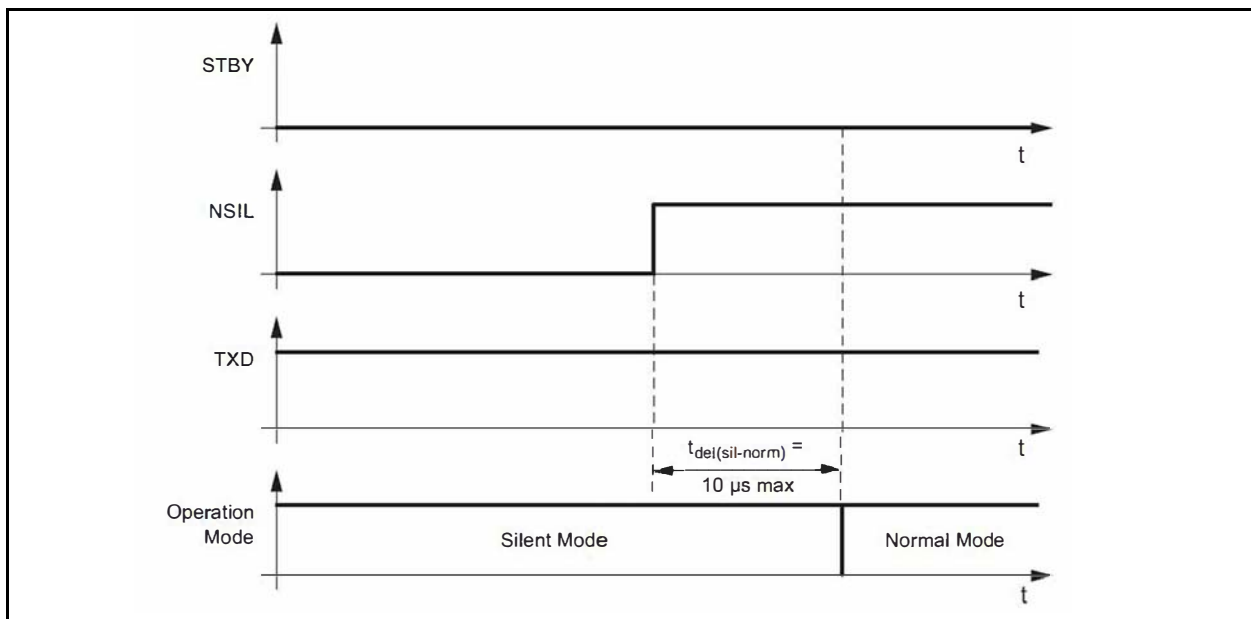 STBY
t
NSIL
t
TXD
t
tdel(sil-norm) =
10 µs max
Operation
Mode
Silent Mode
Normal Mode
t